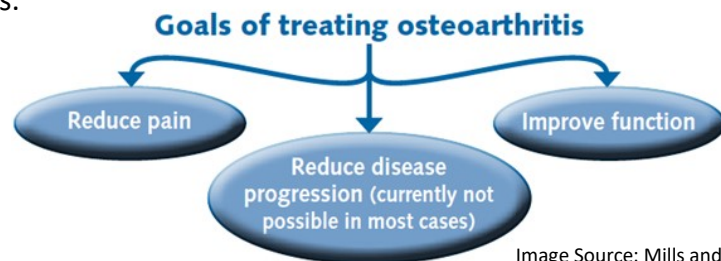 s.
Goals of treating osteoarthritis
Reduce pain
Improve function
Reduce disease
progression (currently not
possible in most cases)
Image Source: Mills and